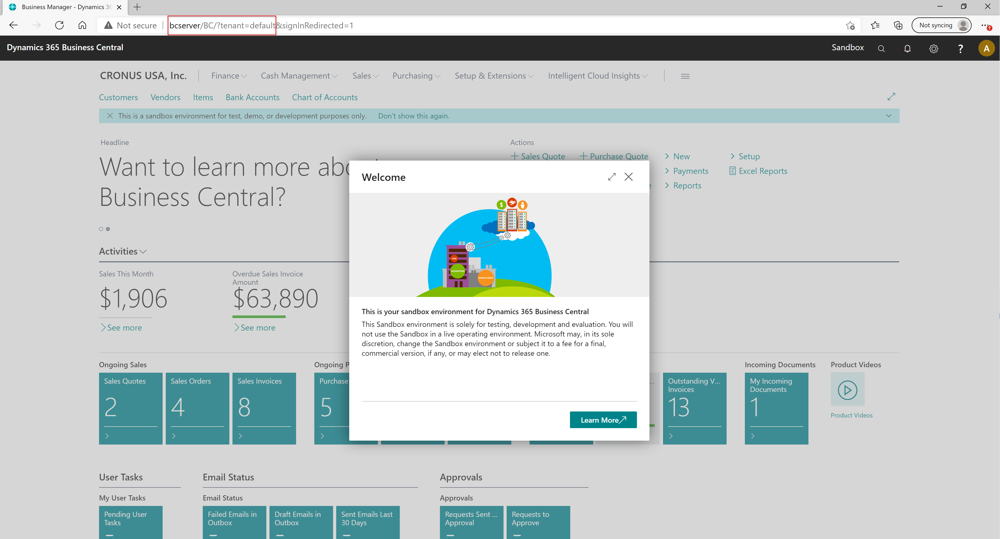 Business Manager - Dynamics 36
Not secure
bcserver/BC/?tenant=default&signInRedirected=1
Not syncing
Dynamics 365 Business Central
Sandbox
?
A
CRONUS USA, Inc.
Finance
Cash Management
Sales
Purchasing
Setup & Extensions
Intelligent Cloud Insights
Customers
Vendors
Items
Bank Accounts
Chart of Accounts
This is a sandbox environment for test, demo, or development purposes only.
Don't show this again.
Headline
Want to learn more abo
Business Central?
Actions
Sales Quote
Purchase Quote
New
Setup
Payments
Excel Reports
Reports
Welcome
$
CRM
ACCOUNTING
MANUFACTURING
This is your sandbox environment for Dynamics 365 Business Central
This Sandbox environment is solely for testing, development and evaluation. You will
not use the Sandbox in a live operating environment. Microsoft may, in its sole
discretion, change the Sandbox environment or subject it to a fee for a final,
commercial version, if any, or may elect not to release one.
Learn More
Activities
Sales This Month
$1,906
See more
Overdue Sales Invoice
Amount
$63,890
See more
Ongoing Sales
Sales Quotes
2
Sales Orders
4
Sales Invoices
8
Ongoing P
Purchase
5
...
Outstanding V...
Invoices
13
Incoming Documents
My Incoming
Documents
1
Product Videos
Product Videos
User Tasks
My User Tasks
Pending User
Tasks
Email Status
Email Status
Failed Emails in
Outbox
Draft Emails in
Outbox
Sent Emails Last
30 Days
Approvals
Approvals
Requests Sent ...
Approval
Requests to
Approve